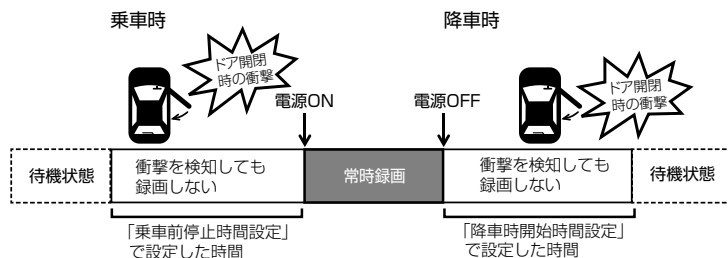 乗車時
降車時
ドア開閉
時の衝撃
ドア開閉
時の衝撃
電源ON
電源OFF
待機状態
衝撃を検知しても
録画しない
常時録画
衝撃を検知しても
録画しない
待機状態
「乗車前停止時間設定」
で設定した時間
「降車時開始時間設定」
で設定した時間